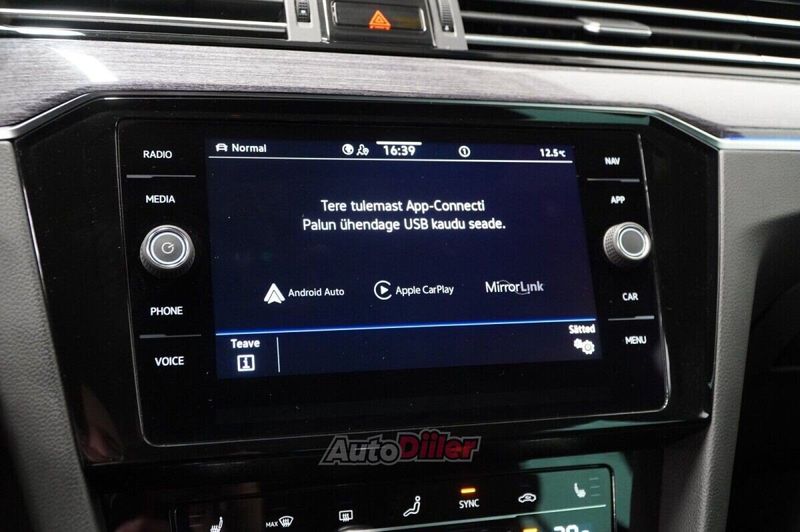 Normal
16:39
12.5°C
Tere tulemast App-Connecti
Palun ühendage USB kaudu seade.
Android Auto
Apple CarPlay
MirrorLink
Teave
Sätted
RADIO
MEDIA
PHONE
VOICE
NAV
APP
CAR
MENU
AutoDiller
MAX
SYNC